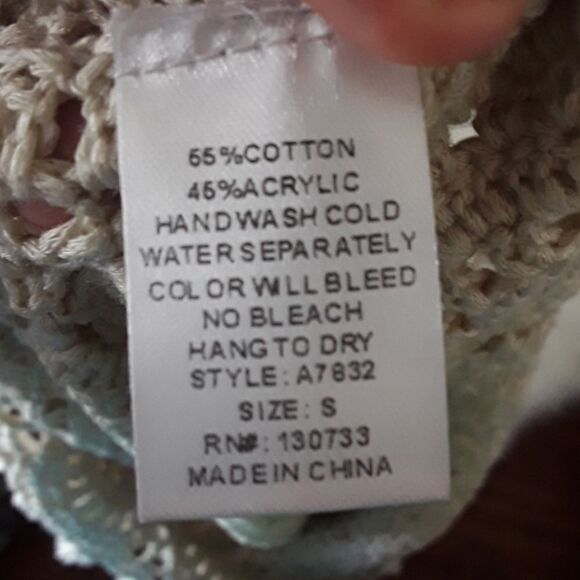 55%COTTON
45%ACRYLIC
HANDWASH COLD
WATER SEPARATELY
COLOR WILL BLEED
NO BLEACH
HANG TO DRY
STYLE: A7832
SIZE: S
RN#: 130733
MADE IN CHINA